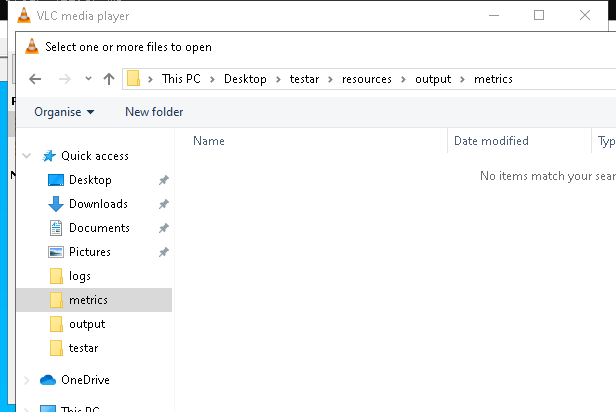 VLC media player
Select one or more files to open
This PC > Desktop > testar > resources > output > metrics
Organise New folder
Name Date modified Typ
Quick access
No items match your sear
Desktop
Downloads
Documents
Pictures
logs
metrics
output
testar
OneDrive
This PC